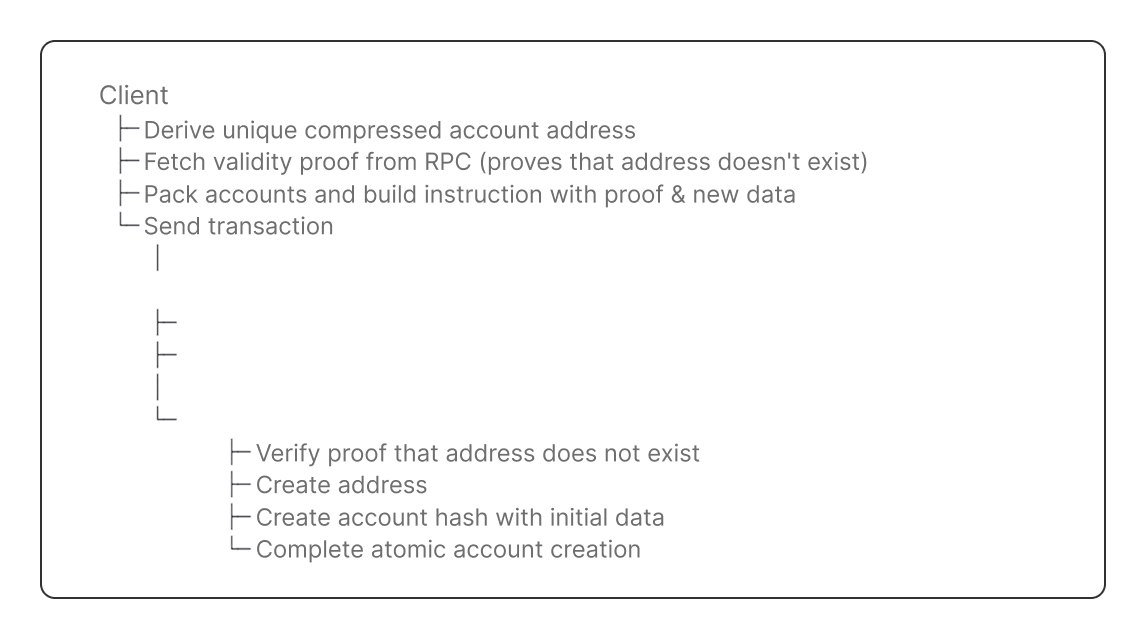 Client
├─ Derive unique compressed account address
├─ Fetch validity proof from RPC (proves that address doesn't exist)
├─ Pack accounts and build instruction with proof & new data
└─ Send transaction
│
├─
├─
│
└─
├─ Verify proof that address does not exist
├─ Create address
├─ Create account hash with initial data
└─ Complete atomic account creation